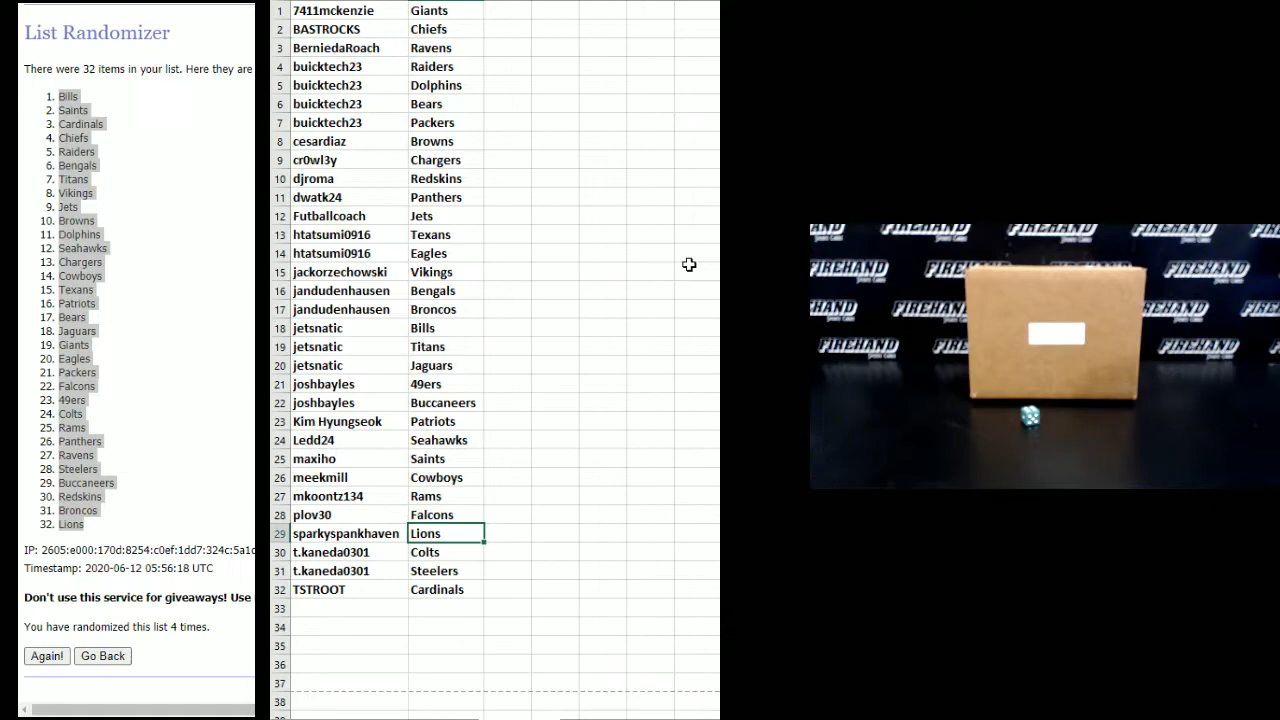 List Randomizer
There were 32 items in your list. Here they are
1. Bills
2. Saints
3. Cardinals
4. Chiefs
5. Raiders
6. Bengals
7. Titans
8. Vikings
9. Jets
10. Browns
11. Dolphins
12. Seahawks
13. Chargers
14. Cowboys
15. Texans
16. Patriots
17. Bears
18. Jaguars
19. Giants
20. Eagles
21. Packers
22. Falcons
23. 49ers
24. Colts
25. Rams
26. Panthers
27. Ravens
28. Steelers
29. Buccaneers
30. Redskins
31. Broncos
32. Lions
IP: 2605:e000:170d:8254:c0ef:1dd7:324c:5a1c
Timestamp: 2020-06-12 05:56:18 UTC
Don't use this service for giveaways! Use
You have randomized this list 4 times.
Again! Go Back
1 7411mckenzie Giants
2 BASTROCKS Chiefs
3 BerniedaRoach Ravens
4 buicktech23 Raiders
5 buicktech23 Dolphins
6 buicktech23 Bears
7 buicktech23 Packers
8 cesardiaz Browns
9 cr0wl3y Chargers
10 djroma Redskins
11 dwatk24 Panthers
12 Futballcoach Jets
13 htatsumi0916 Texans
14 htatsumi0916 Eagles
15 jackorzechowski Vikings
16 jandudenhausen Bengals
17 jandudenhausen Broncos
18 jetsnatic Bills
19 jetsnatic Titans
20 jetsnatic Jaguars
21 joshbayles 49ers
22 joshbayles Buccaneers
23 Kim Hyungseok Patriots
24 Ledd24 Seahawks
25 maxiho Saints
26 meekmill Cowboys
27 mkoontz134 Rams
28 plov30 Falcons
29 sparkyspankhaven Lions
30 t.kaneda0301 Colts
31 t.kaneda0301 Steelers
32 TSTROOT Cardinals
33
34
35
36
37
38
FIREHAND
FIREHAND
FIREHAND
FIREHAND
FIREHAND
FIREHAND